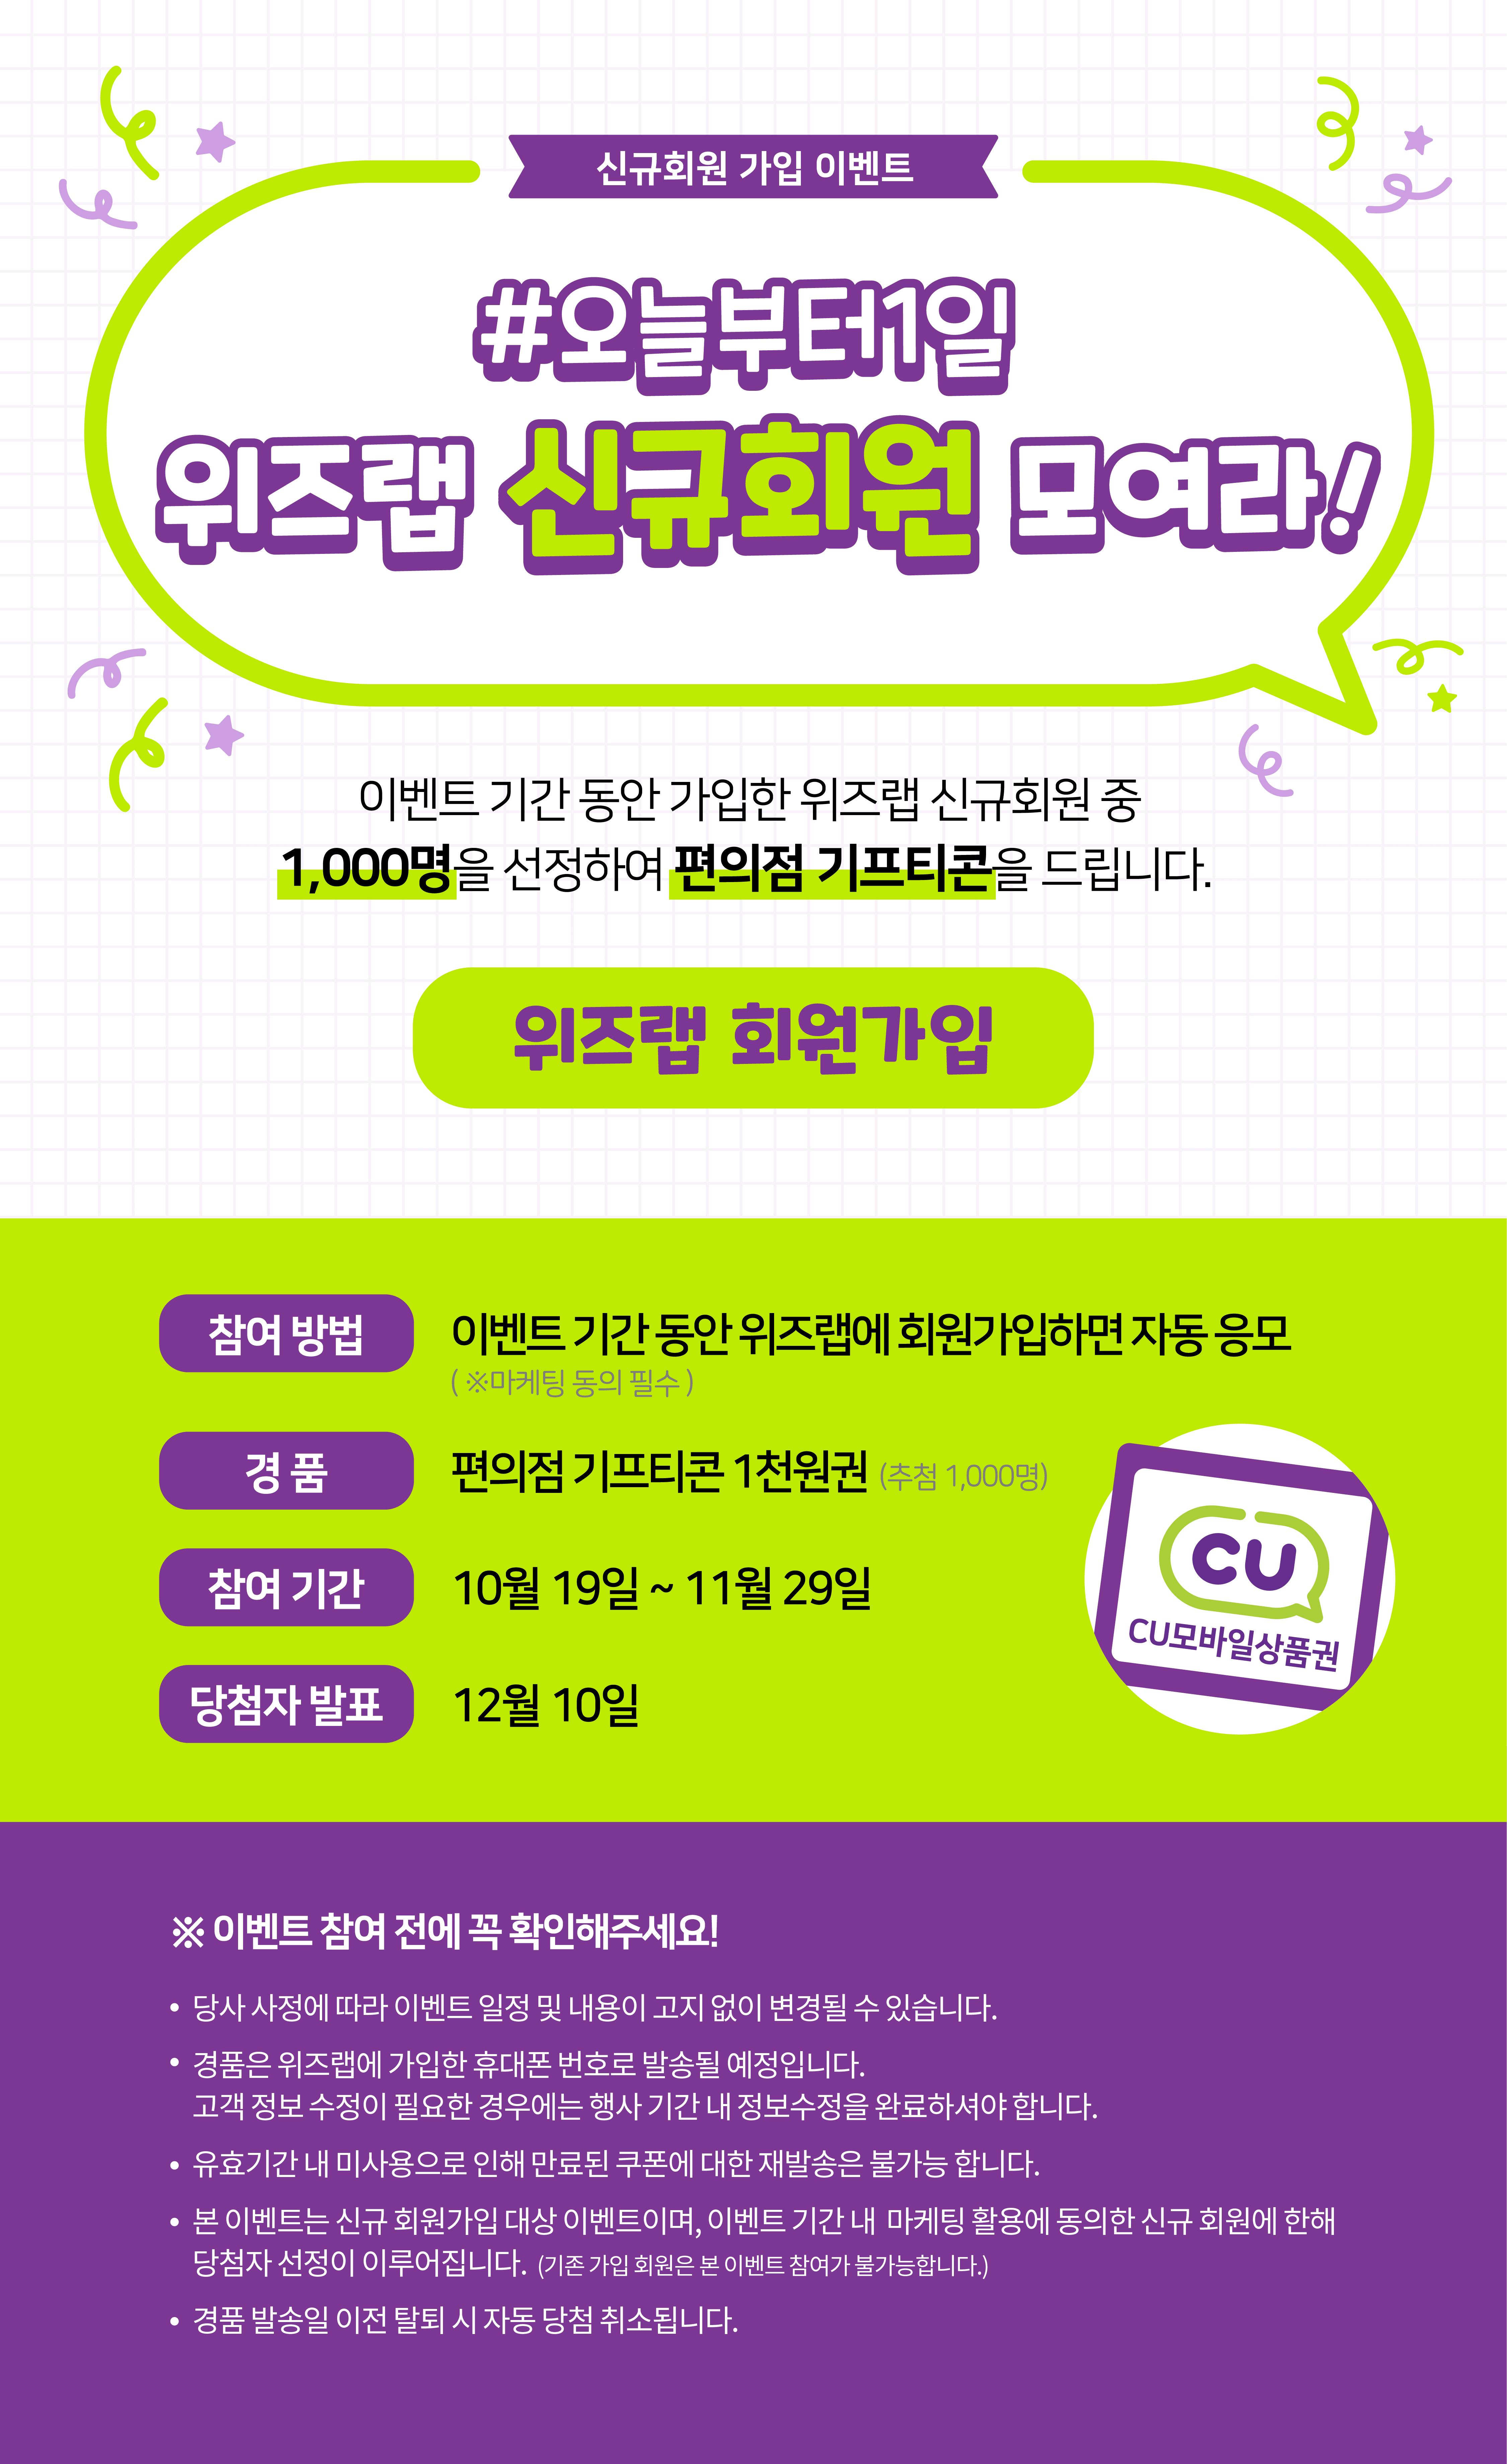 신규회원 가입 이벤트
#오늘부터1일
위즈랩 신규회원 모여라!
이벤트 기간 동안 가입한 위즈랩 신규회원 중
1,000명을 선정하여 편의점 기프티콘을 드립니다.
위즈랩 회원가입
참여 방법
이벤트 기간 동안 위즈랩에 회원가입하면 자동 응모
( ※마케팅 동의 필수 )
경 품
편의점 기프티콘 1천원권 (추첨 1,000명)
참여 기간
10월 19일 ~ 11월 29일
당첨자 발표
12월 10일
CU
CU모바일상품권
※ 이벤트 참여 전에 꼭 확인해주세요!
• 당사 사정에 따라 이벤트 일정 및 내용이 고지 없이 변경될 수 있습니다.
• 경품은 위즈랩에 가입한 휴대폰 번호로 발송될 예정입니다.
고객 정보 수정이 필요한 경우에는 행사 기간 내 정보수정을 완료하셔야 합니다.
• 유효기간 내 미사용으로 인해 만료된 쿠폰에 대한 재발송은 불가능 합니다.
• 본 이벤트는 신규 회원가입 대상 이벤트이며, 이벤트 기간 내 마케팅 활용에 동의한 신규 회원에 한해
당첨자 선정이 이루어집니다. (기존 가입 회원은 본 이벤트 참여가 불가능합니다.)
• 경품 발송일 이전 탈퇴 시 자동 당첨 취소됩니다.